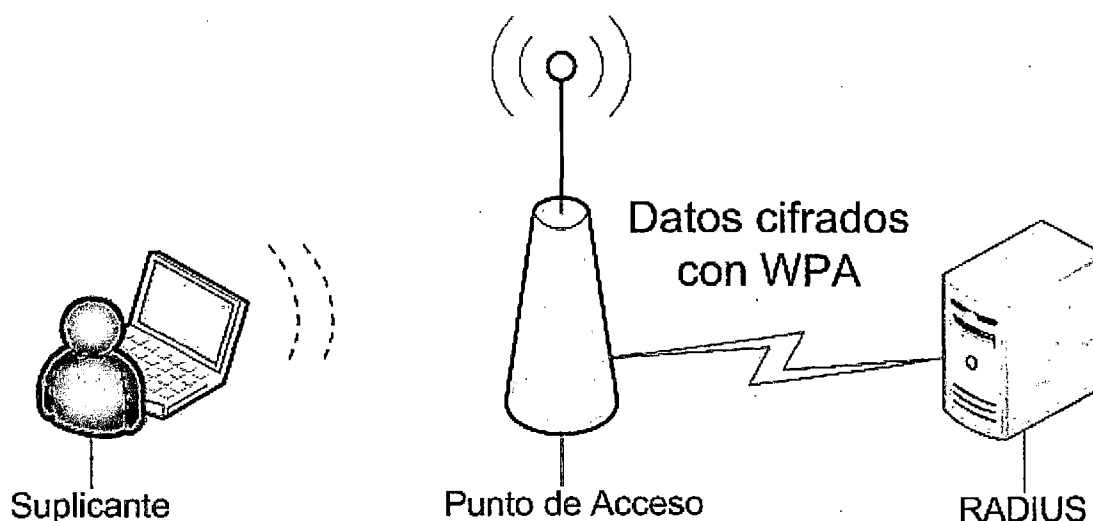 Datos cifrados
con WPA
Suplicante
Punto de Acceso
RADIUS